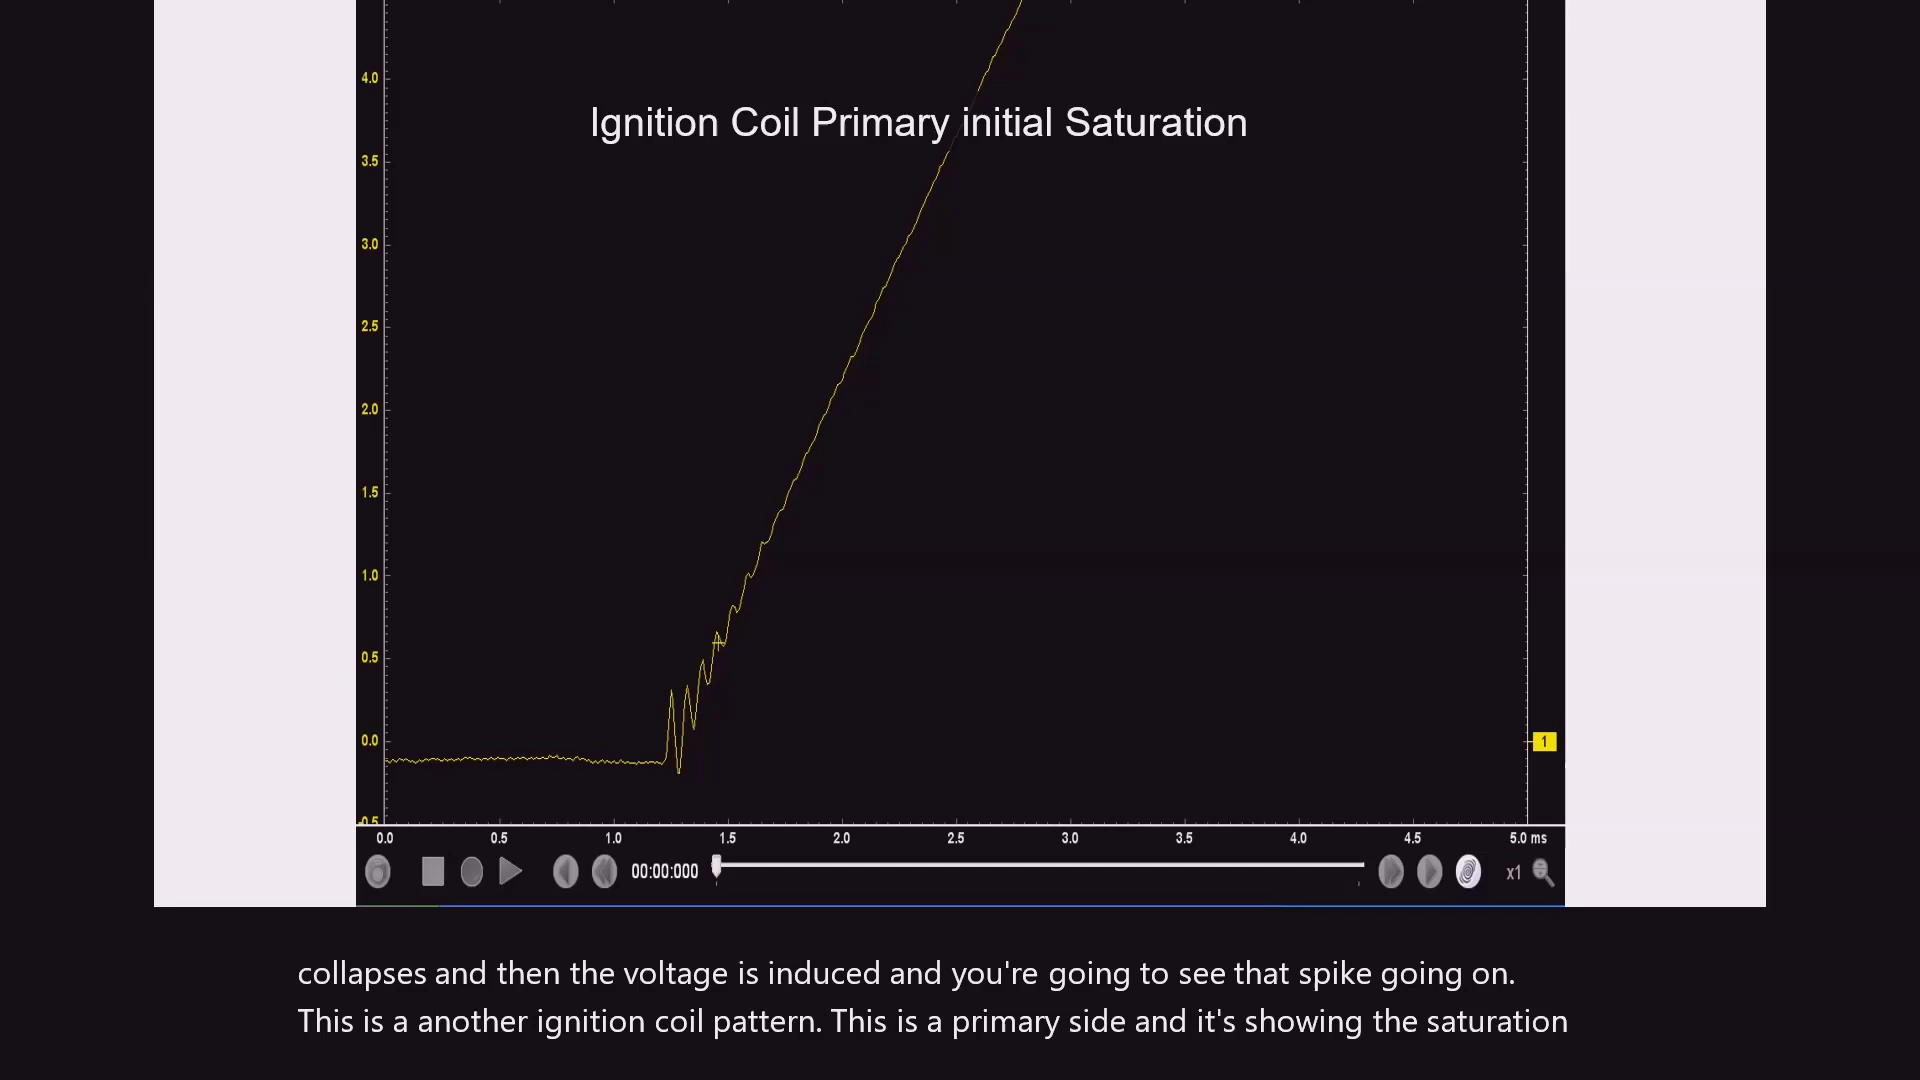 4.0
Ignition Coil Primary initial Saturation
3.5
3.0
2.5
2.0
1.5
1.0
0.5
0.0
1
-0.5
0.0 0.5 1.0 1.5 2.0 2.5 3.0 3.5 4.0 4.5 5.0 ms
00:00:000 x1
collapses and then the voltage is induced and you're going to see that spike going on.
This is a another ignition coil pattern. This is a primary side and it's showing the saturation